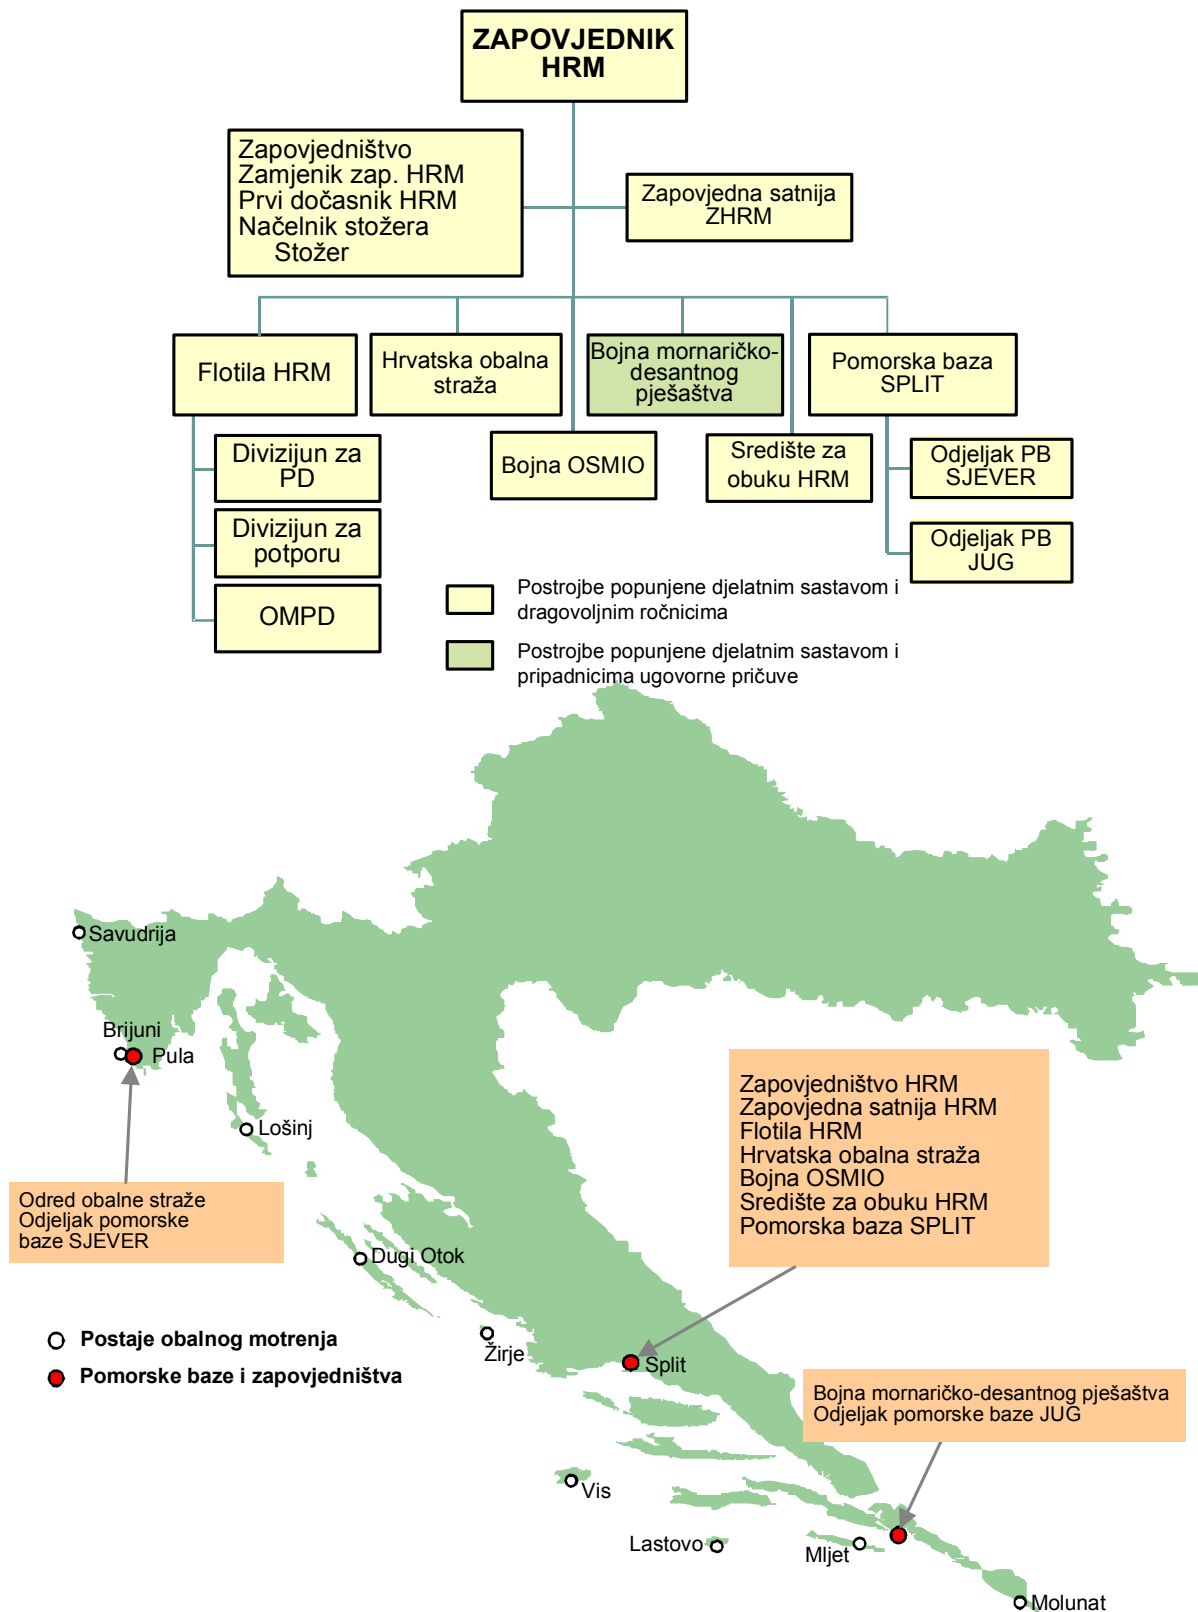 ZAPOVJEDNIK
HRM
Zapovjedništvo
Zamjenik zap. HRM
Prvi dočasnik HRM
Načelnik stožera
Stožer
Zapovjedna satnija
ZHRM
Flotila HRM
Hrvatska obalna
straža
Bojna mornaričko-
desantnog
pješaštva
Pomorska baza
SPLIT
Divizijun za
PD
Bojna OSMIO
Središte za
obuku HRM
Odjeljak PB
SJEVER
Divizijun za
potporu
Odjeljak PB
JUG
OMPD
Postrojbe popunjene djelatnim sastavom i
dragovoljnim ročnicima
Postrojbe popunjene djelatnim sastavom i
pripadnicima ugovorne pričuve
Savudrija
Brijuni
Pula
Lošinj
Zapovjedništvo HRM
Zapovjedna satnija HRM
Flotila HRM
Hrvatska obalna straža
Bojna OSMIO
Središte za obuku HRM
Pomorska baza SPLIT
Odred obalne straže
Odjeljak pomorske
baze SJEVER
Dugi Otok
Postaje obalnog motrenja
Pomorske baze i zapovjedništva
Žirje
Split
Bojna mornaričko-desantnog pješaštva
Odjeljak pomorske baze JUG
Vis
Lastovo
Mljet
Molunat